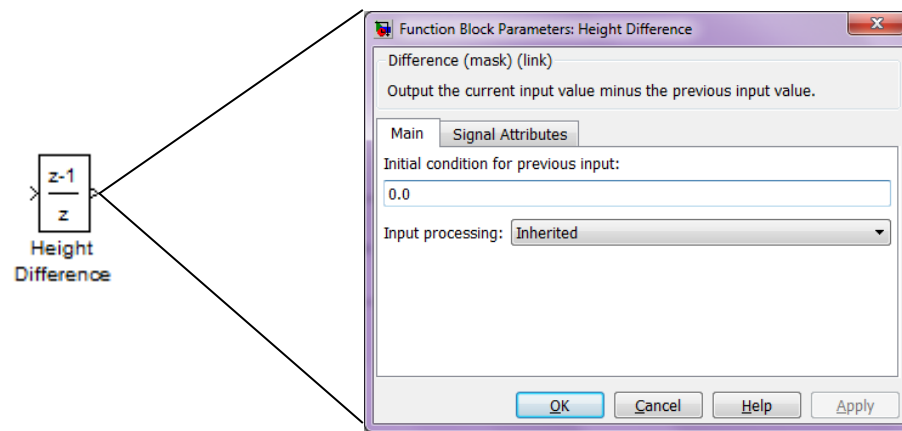 Function Block Parameters: Height Difference
Difference (mask) (link)
Output the current input value minus the previous input value.
Main Signal Attributes
Initial condition for previous input:
0.0
Input processing: Inherited
OK Cancel Help Apply
z-1
z
Height
Difference